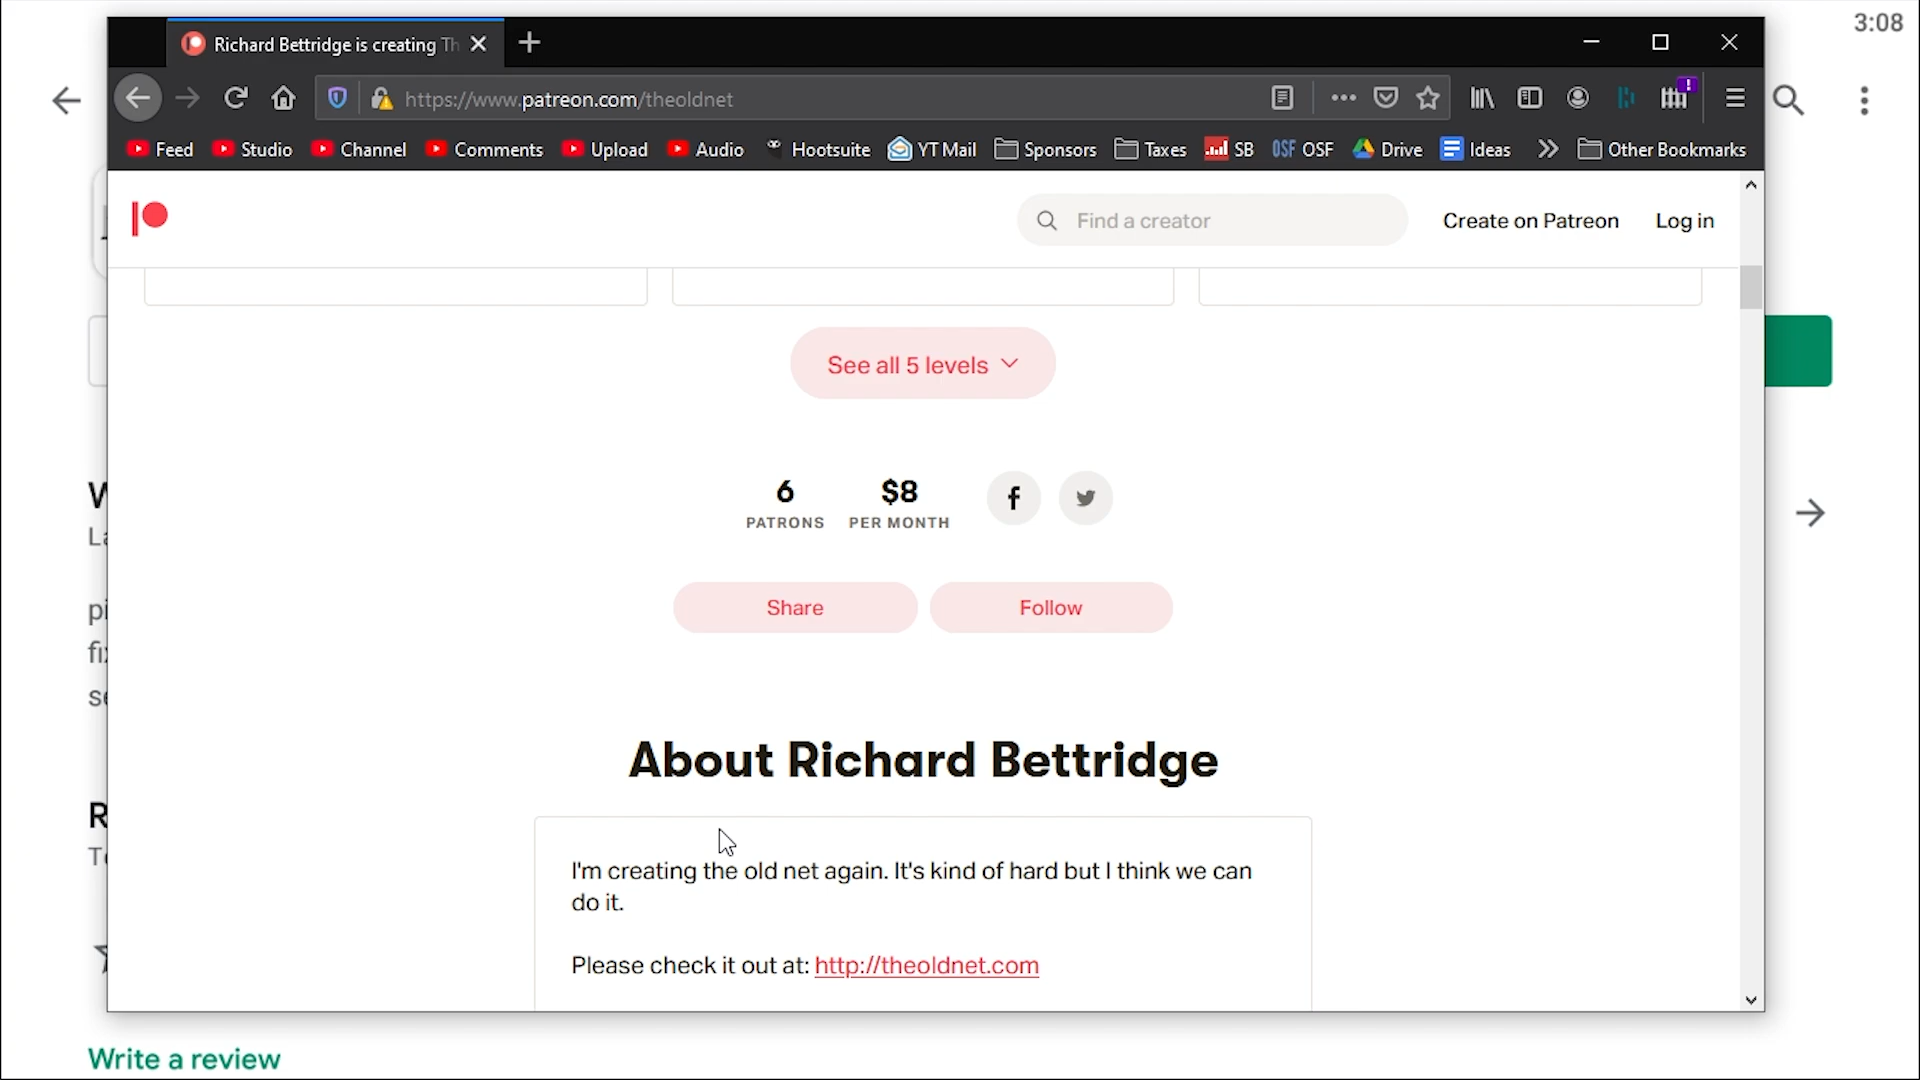 3:08
Richard Bettridge is creating Th
https://www.patreon.com/theoldnet
Feed Studio Channel Comments Upload Audio Hootsuite YT Mail Sponsors Taxes SB OSF OSF Drive Ideas Other Bookmarks
Find a creator Create on Patreon Log in
See all 5 levels
6 $8
PATRONS PER MONTH
Share Follow
About Richard Bettridge
I'm creating the old net again. It's kind of hard but I think we can
do it.
Please check it out at: http://theoldnet.com
Write a review